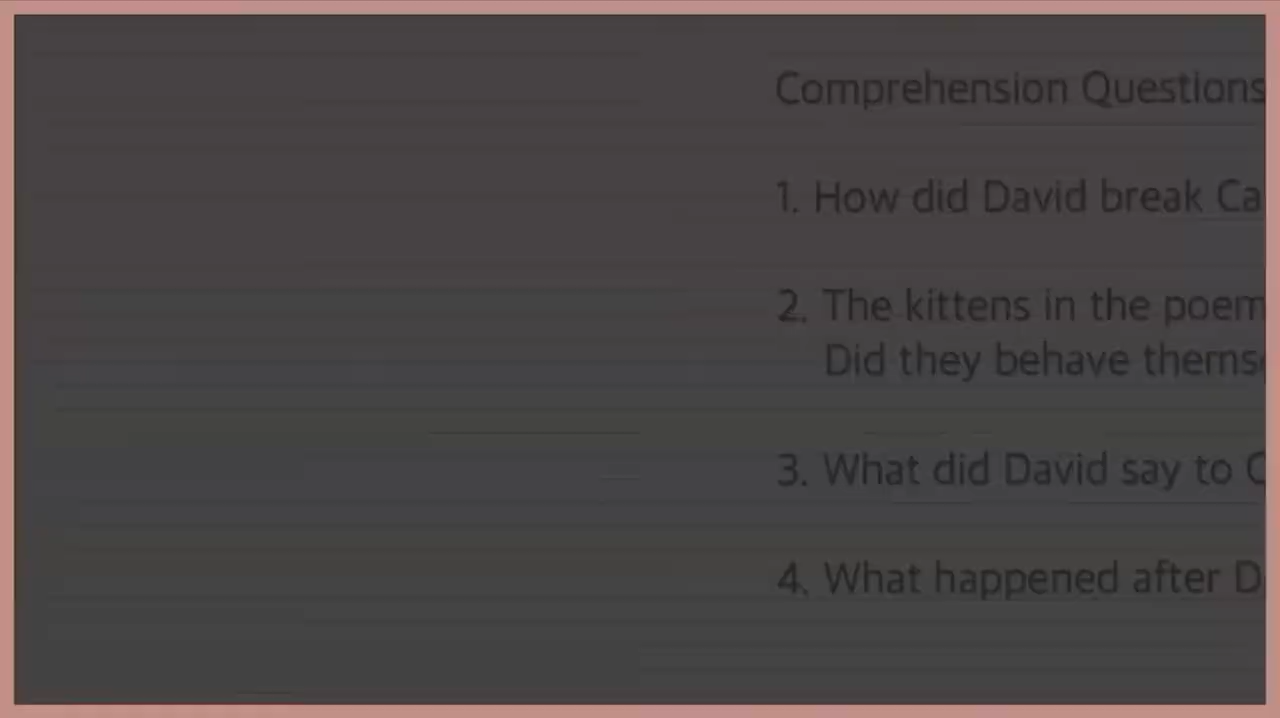 Comprehension Questions
1. How did David break Ca
2. The kittens in the poem
Did they behave thems
3. What did David say to C
4. What happened after D